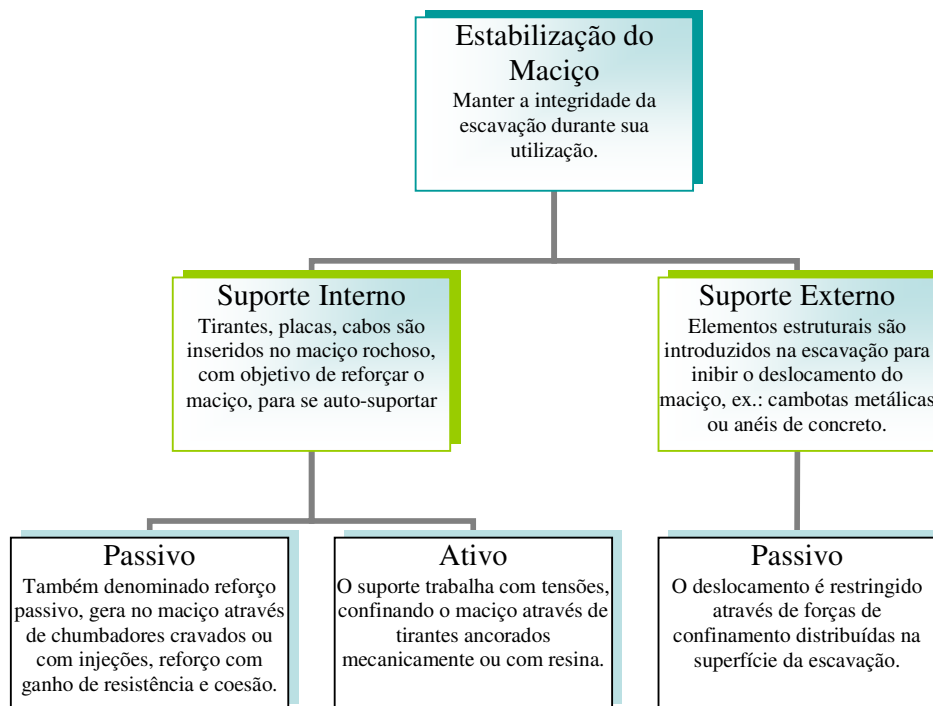 Estabilização do
Maciço
Manter a integridade da
escavação durante sua
utilização.
Suporte Interno
Tirantes, placas, cabos são
inseridos no maciço rochoso,
com objetivo de reforçar o
maciço, para se auto-suportar
Suporte Externo
Elementos estruturais são
introduzidos na escavação para
inibir o deslocamento do
maciço, ex.: cambotas metálicas
ou anéis de concreto.
Passivo
Também denominado reforço
passivo, gera no maciço através
de chumbadores cravados ou
com injeções, reforço com
ganho de resistência e coesão.
Ativo
O suporte trabalha com tensões,
confinando o maciço através de
tirantes ancorados
mecanicamente ou com resina.
Passivo
O deslocamento é restringido
através de forças de
confinamento distribuídas na
superfície da escavação.